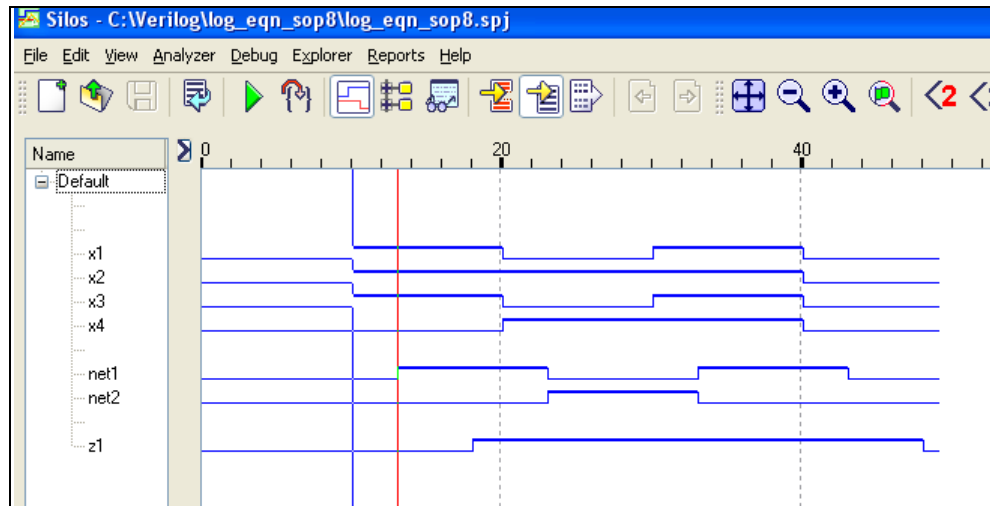 Silos - C:\Verilog\log_eqn_sop8\log_eqn_sop8.spj
File Edit View Analyzer Debug Explorer Reports Help
2
Name 0 20 40
Default
x1
x2
x3
x4
net1
net2
z1